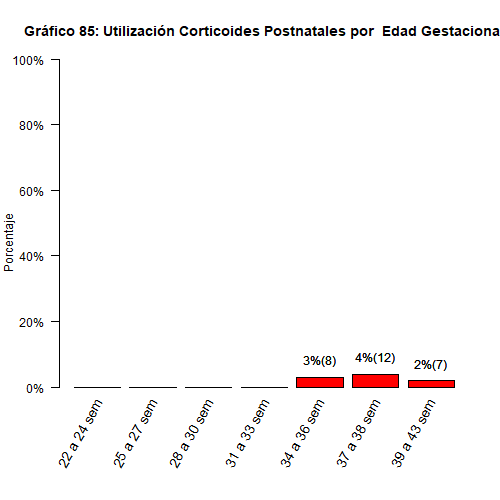 Gráfico 85: Utilización Corticoides Postnatales por  Edad Gestaciona
100%
80%
60%
40%
20%
0%
Porcentaje
3%(8)
4%(12)
2%(7)
22 a 24 sem
25 a 27 sem
28 a 30 sem
31 a 33 sem
34 a 36 sem
37 a 38 sem
39 a 43 sem